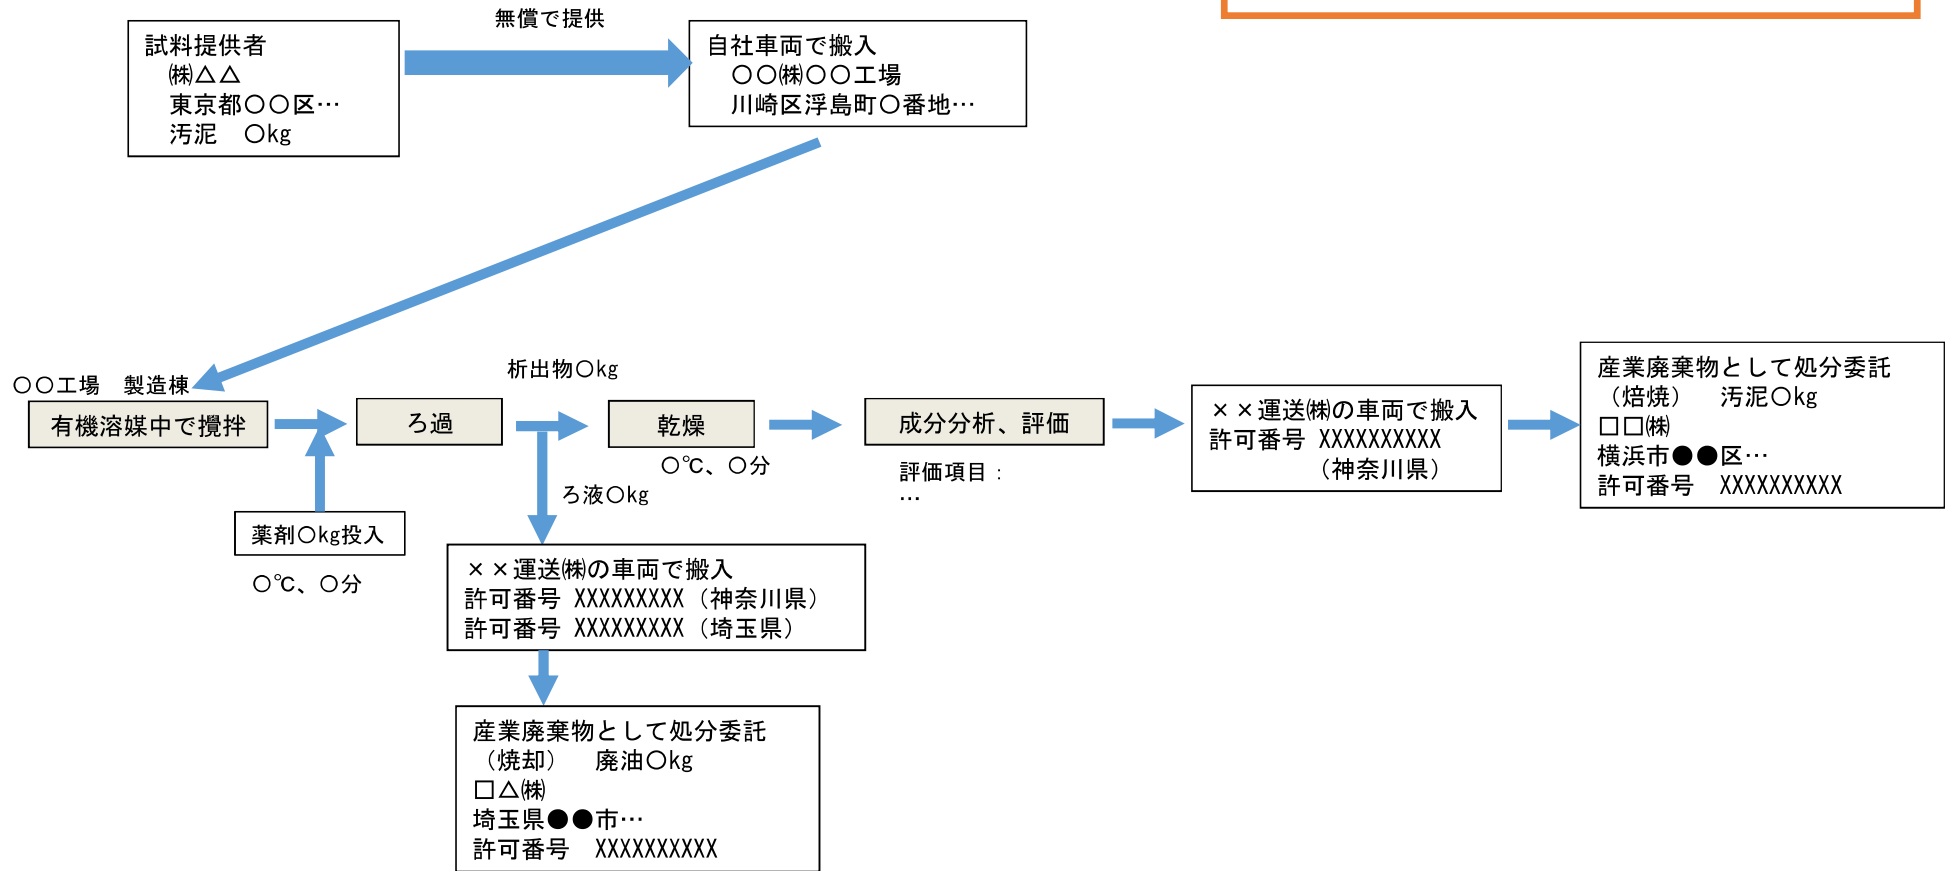 無償で提供
試料提供者
㈱△△
東京都〇〇区…
汚泥　〇kg
自社車両で搬入
〇〇㈱〇〇工場
川崎区浮島町〇番地…
〇〇工場　製造棟
有機溶媒中で攪拌
薬剤〇kg投入
〇℃、〇分
ろ過
析出物〇kg
ろ液〇kg
乾燥
〇℃、〇分
成分分析、評価
評価項目：
…
××運送㈱の車両で搬入
許可番号 XXXXXXXXXX
（神奈川県）
産業廃棄物として処分委託
（焙焼）　汚泥〇kg
□□㈱
横浜市●●区…
許可番号　XXXXXXXXXX
××運送㈱の車両で搬入
許可番号 XXXXXXXXX（神奈川県）
許可番号 XXXXXXXXX（埼玉県）
産業廃棄物として処分委託
（焼却）　廃油〇kg
□△㈱
埼玉県●●市…
許可番号　XXXXXXXXXX